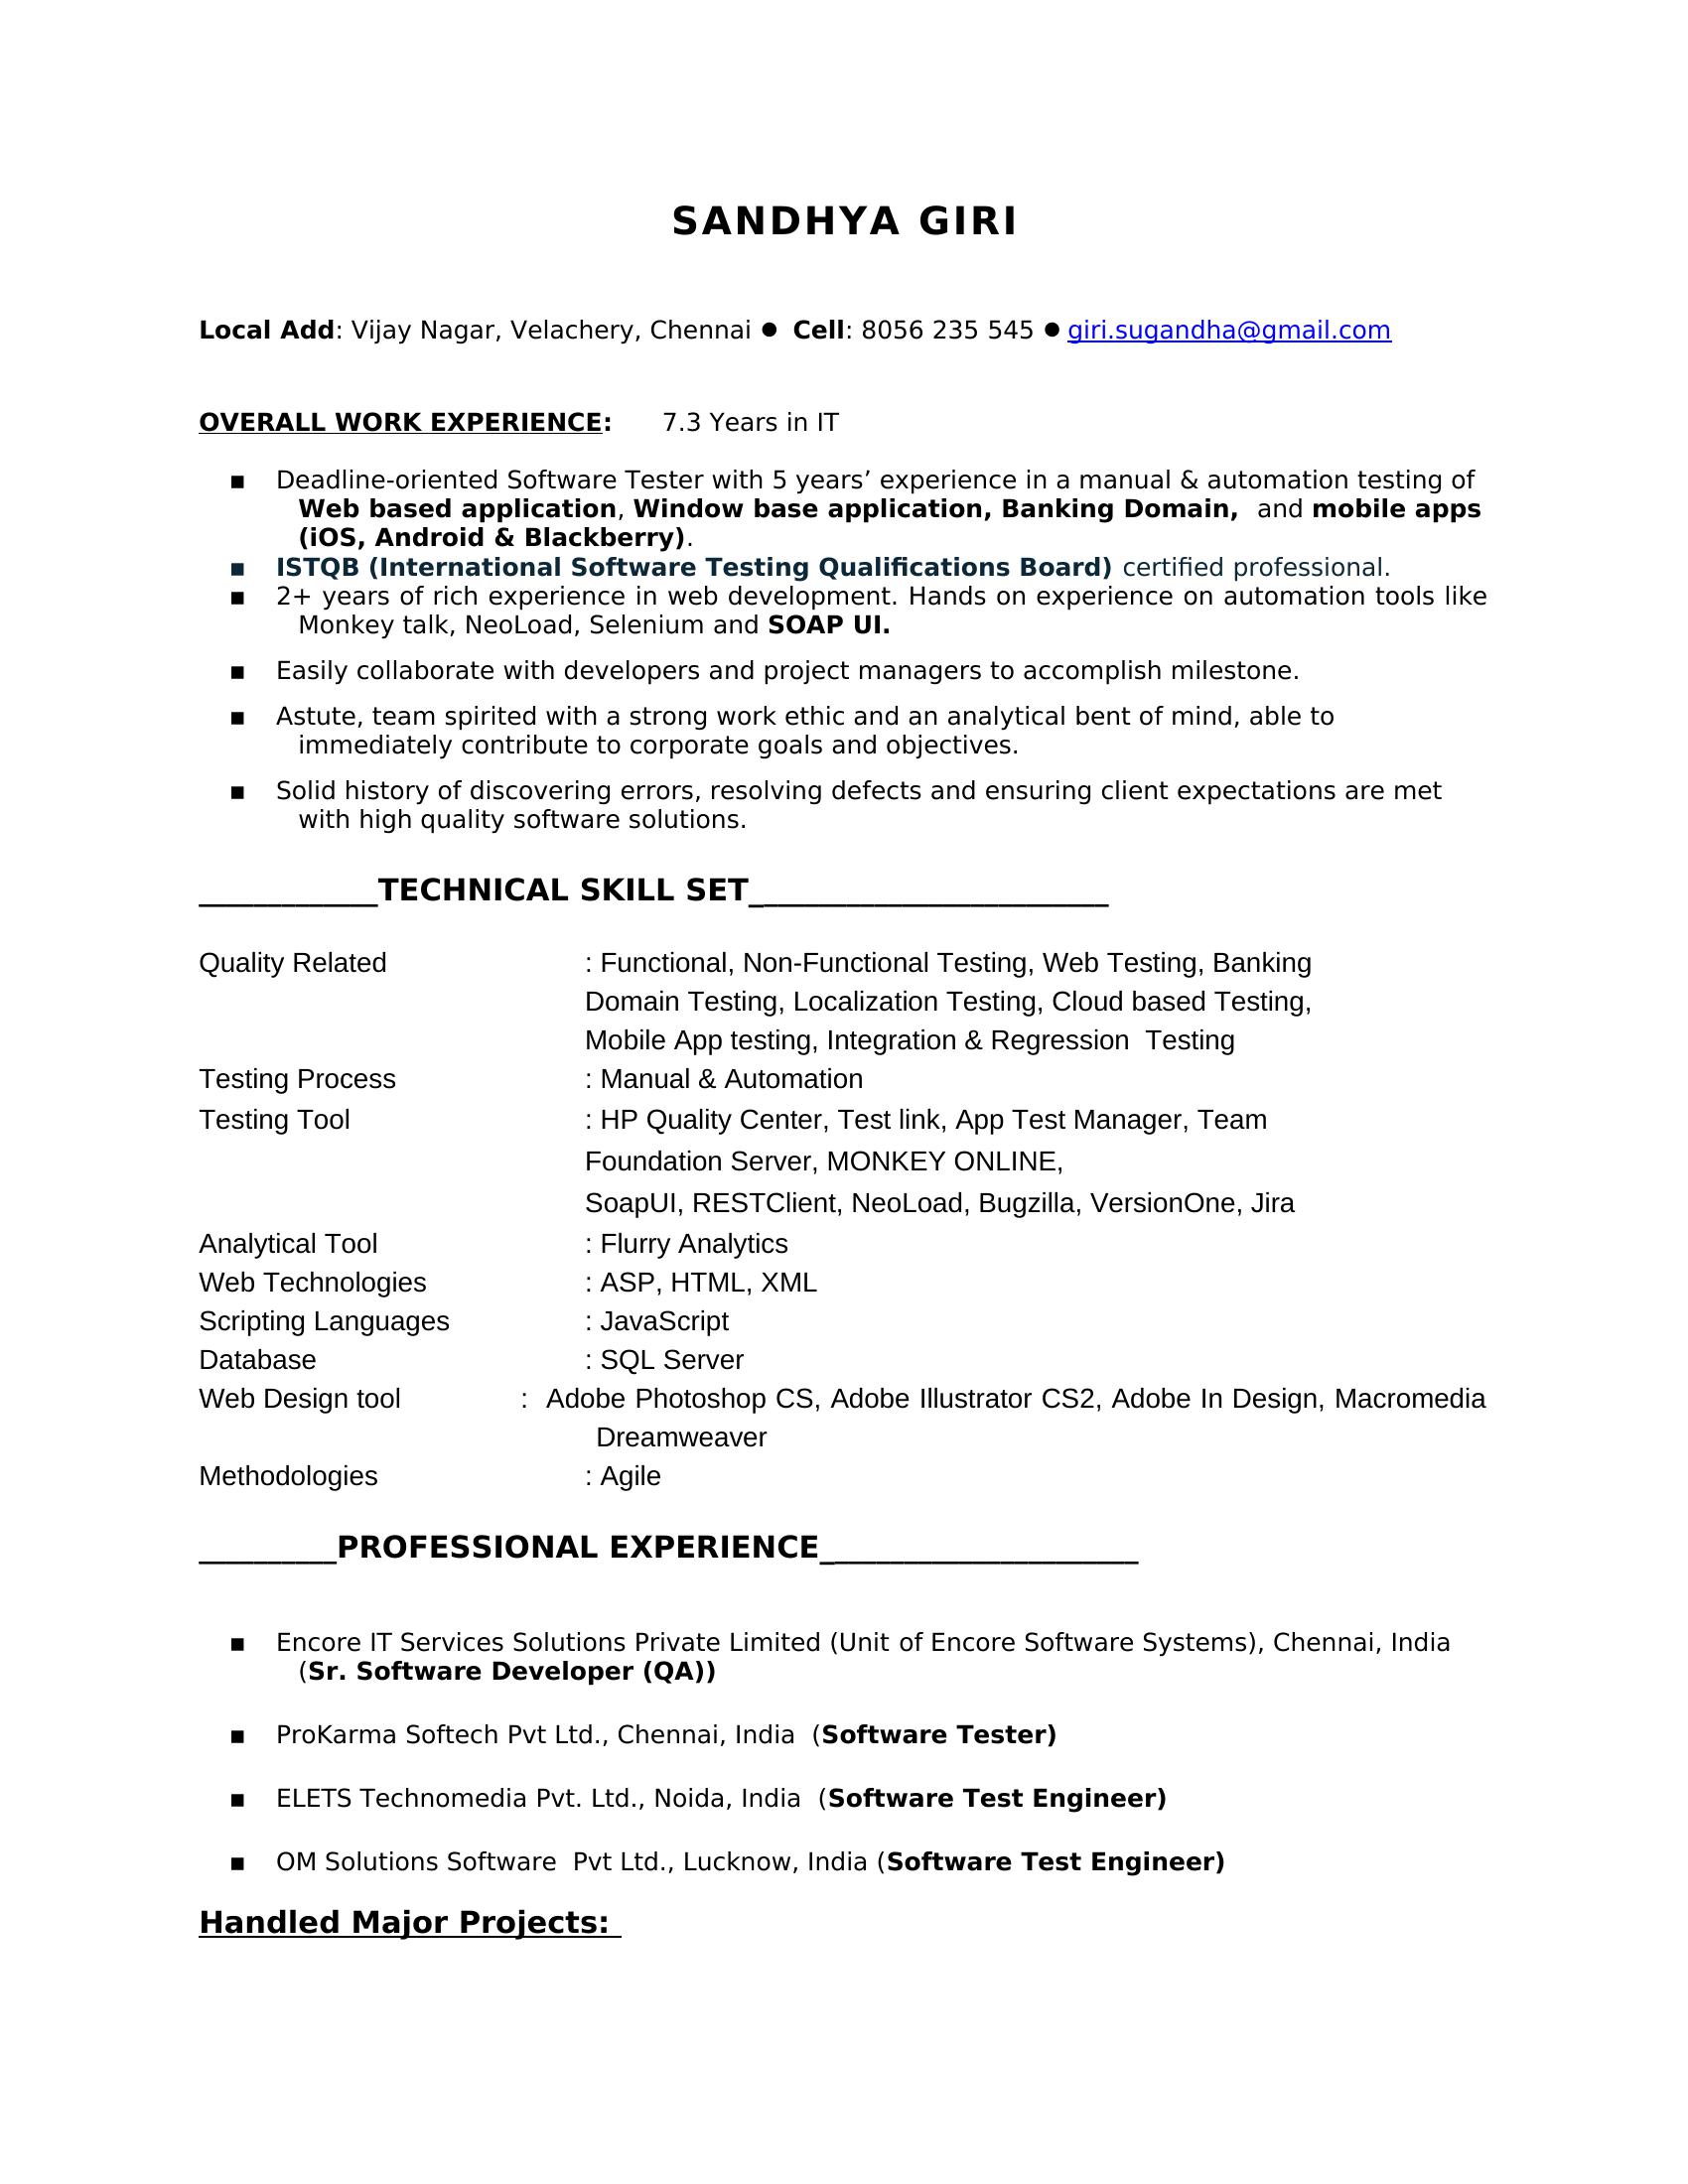 SANDHYA GIRI
Local Add: Vijay Nagar, Velachery, Chennai ● Cell: 8056 235 545 ● giri.sugandha@gmail.com
OVERALL WORK EXPERIENCE: 7.3 Years in IT
▪ Deadline-oriented Software Tester with 5 years’ experience in a manual & automation testing of
Web based application, Window base application, Banking Domain, and mobile apps
(iOS, Android & Blackberry).
▪ ISTQB (International Software Testing Qualifications Board) certified professional.
▪ 2+ years of rich experience in web development. Hands on experience on automation tools like
Monkey talk, NeoLoad, Selenium and SOAP UI.
▪ Easily collaborate with developers and project managers to accomplish milestone.
▪ Astute, team spirited with a strong work ethic and an analytical bent of mind, able to
immediately contribute to corporate goals and objectives.
▪ Solid history of discovering errors, resolving defects and ensuring client expectations are met
with high quality software solutions.
_____________TECHNICAL SKILL SET__________________________
Quality Related : Functional, Non-Functional Testing, Web Testing, Banking
Domain Testing, Localization Testing, Cloud based Testing,
Mobile App testing, Integration & Regression Testing
Testing Process : Manual & Automation
Testing Tool : HP Quality Center, Test link, App Test Manager, Team
Foundation Server, MONKEY ONLINE,
SoapUI, RESTClient, NeoLoad, Bugzilla, VersionOne, Jira
Analytical Tool : Flurry Analytics
Web Technologies : ASP, HTML, XML
Scripting Languages : JavaScript
Database : SQL Server
Web Design tool : Adobe Photoshop CS, Adobe Illustrator CS2, Adobe In Design, Macromedia
Dreamweaver
Methodologies : Agile
__________PROFESSIONAL EXPERIENCE_______________________
▪ Encore IT Services Solutions Private Limited (Unit of Encore Software Systems), Chennai, India
(Sr. Software Developer (QA))
▪ ProKarma Softech Pvt Ltd., Chennai, India (Software Tester)
▪ ELETS Technomedia Pvt. Ltd., Noida, India (Software Test Engineer)
▪ OM Solutions Software Pvt Ltd., Lucknow, India (Software Test Engineer)
Handled Major Projects: